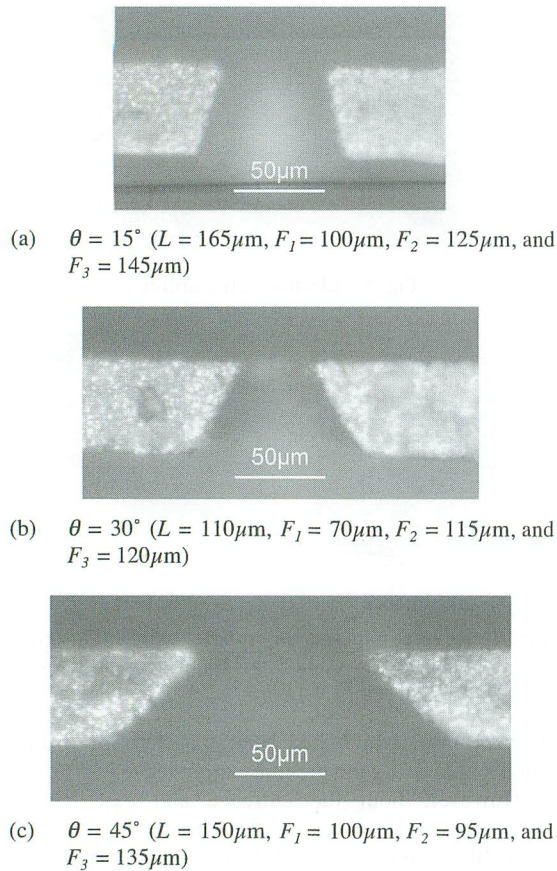 50μm
(a) θ = 15° (L = 165μm, F₁ = 100μm, F₂ = 125μm, and
F₃ = 145μm)
50μm
(b) θ = 30° (L = 110μm, F₁ = 70μm, F₂ = 115μm, and
F₃ = 120μm)
50μm
(c) θ = 45° (L = 150μm, F₁ = 100μm, F₂ = 95μm, and
F₃ = 135μm)